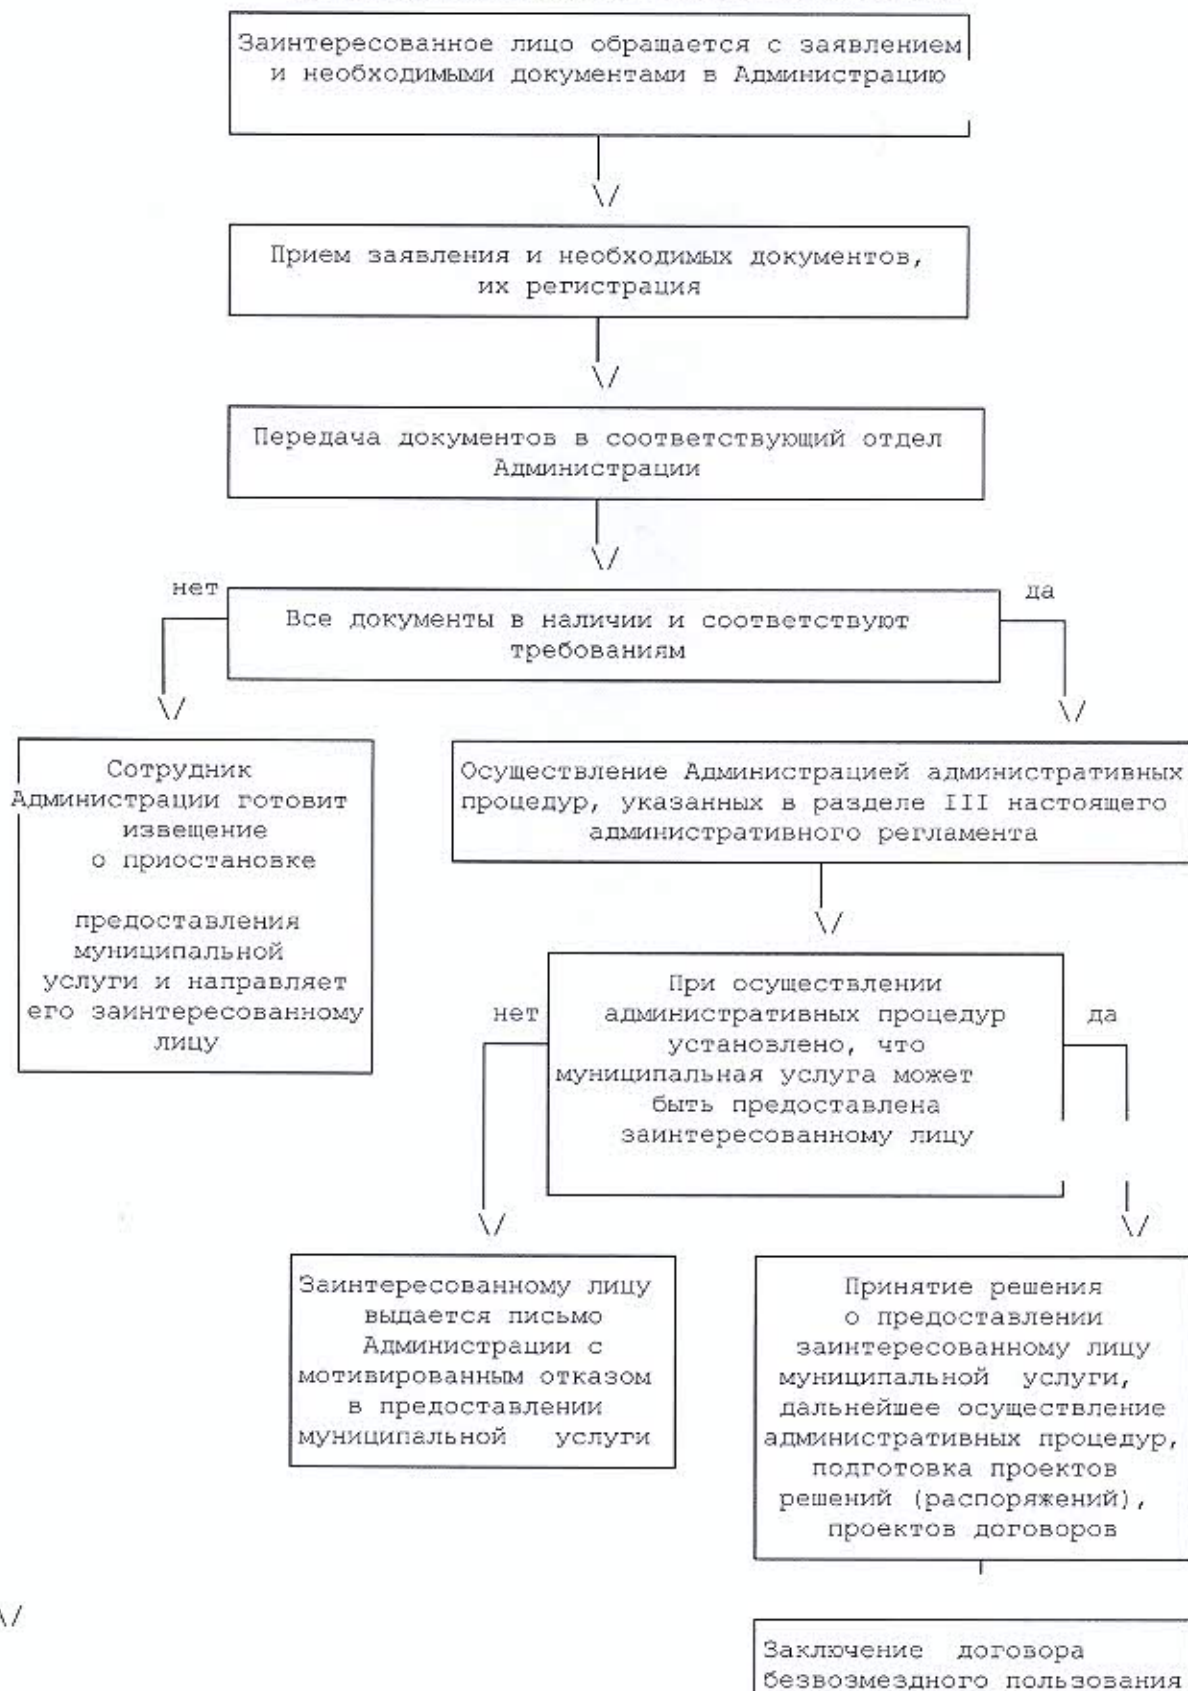 Заинтересованное лицо обращается с заявлением
и необходимыми документами в Администрацию
\/
Прием заявления и необходимых документов,
их регистрация
\/
Передача документов в соответствующий отдел
Администрации
\/
нет
да
Все документы в наличии и соответствуют
требованиям
\/
\/
Сотрудник
Администрации готовит
извещение
о приостановке
предоставления
муниципальной
услуги и направляет
его заинтересованному
лицу
Осуществление Администрацией административных
процедур, указанных в разделе III настоящего
административного регламента
\/
нет
да
При осуществлении
административных процедур
установлено, что
муниципальная услуга может
быть предоставлена
заинтересованному лицу
\/
\/
Заинтересованному лицу
выдается письмо
Администрации с
мотивированным отказом
в предоставлении
муниципальной услуги
Принятие решения
о предоставлении
заинтересованному лицу
муниципальной услуги,
дальнейшее осуществление
административных процедур,
подготовка проектов
решений (распоряжений),
проектов договоров
\/
Заключение договора
безвозмездного пользования